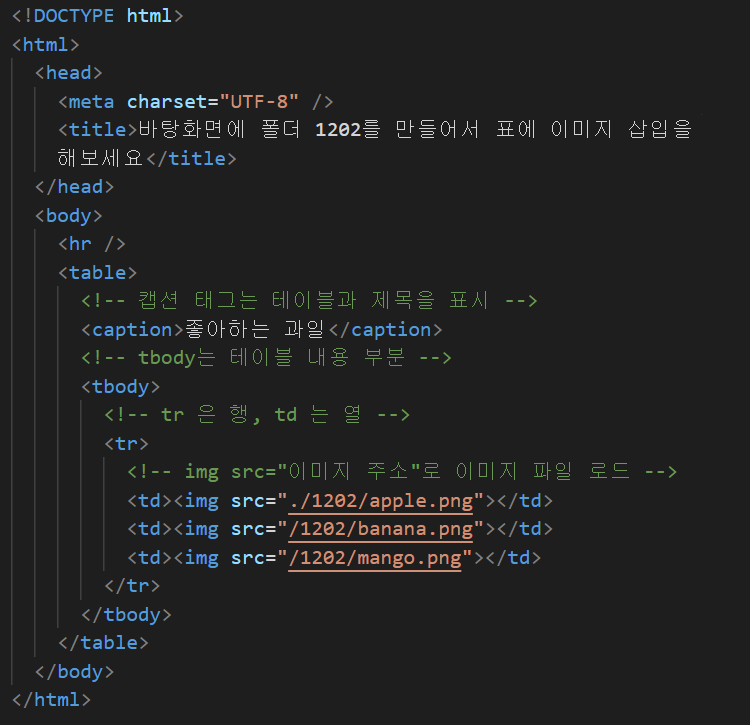 <!DOCTYPE html>
<html>
<head>
<meta charset="UTF-8" />
<title>바탕화면에 폴더 1202를 만들어서 표에 이미지 삽입을
해보세요</title>
</head>
<body>
<hr />
<table>
<!-- 캡션 태그는 테이블과 제목을 표시 -->
<caption>좋아하는 과일</caption>
<!-- tbody는 테이블 내용 부분 -->
<tbody>
<!-- tr 은 행, td 는 열 -->
<tr>
<!-- img src="이미지 주소"로 이미지 파일 로드 -->
<td><img src="./1202/apple.png"></td>
<td><img src="/1202/banana.png"></td>
<td><img src="/1202/mango.png"></td>
</tr>
</tbody>
</table>
</body>
</html>